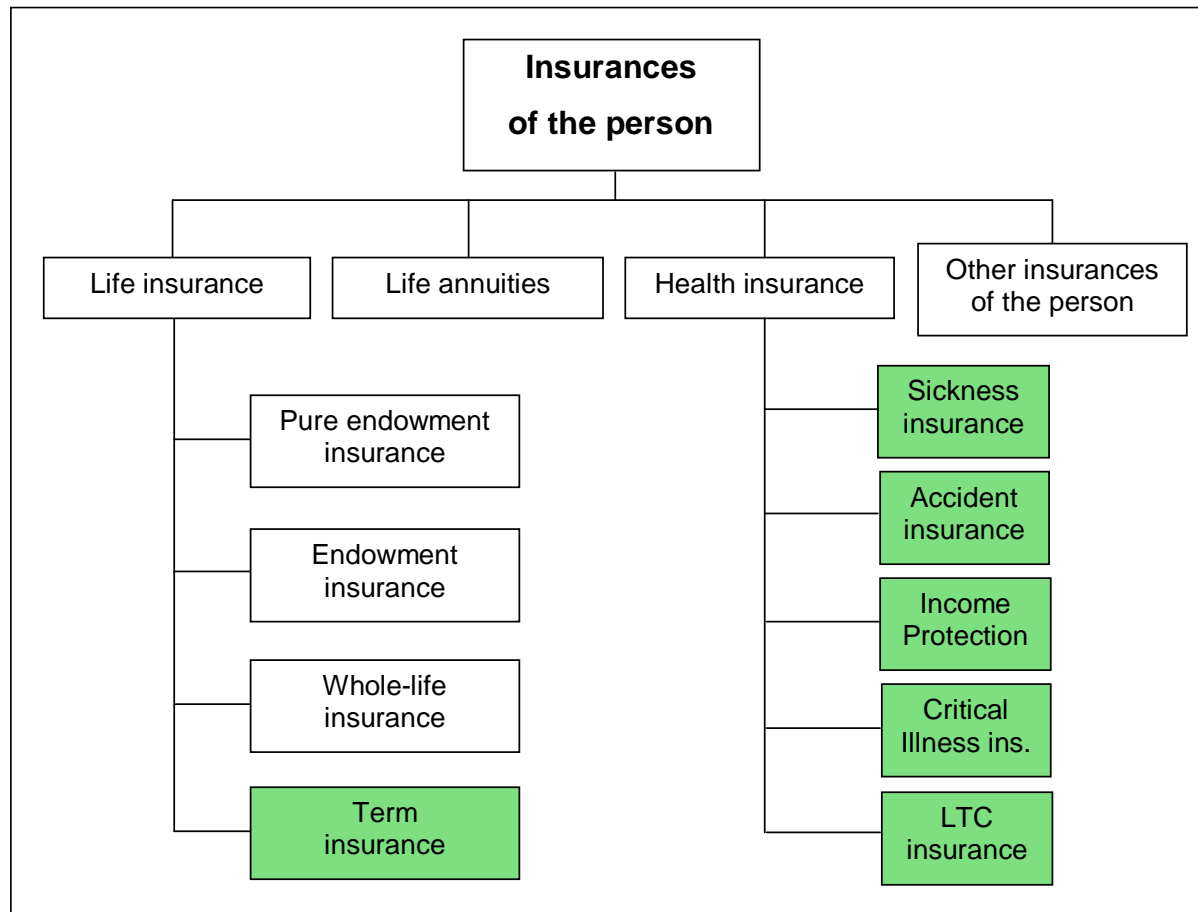 Insurances
of the person
Life insurance
Life annuities
Health insurance
Other insurances
of the person
Pure endowment
insurance
Endowment
insurance
Whole-life
insurance
Term
insurance
Sickness
insurance
Accident
insurance
Income
Protection
Critical
Illness ins.
LTC
insurance